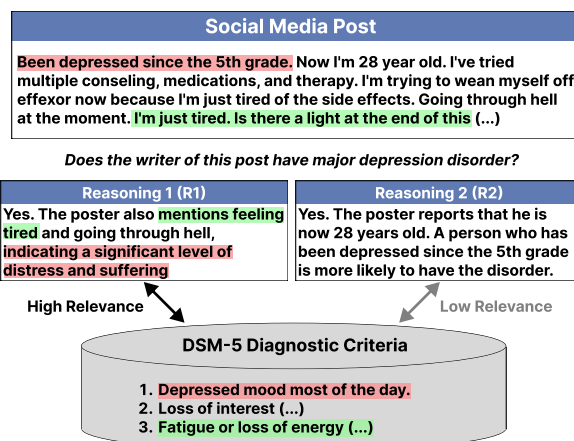 Social Media Post
Been depressed since the 5th grade. Now I'm 28 year old. I've tried
multiple conseling, medications, and therapy. I'm trying to wean myself off
effexor now because I'm just tired of the side effects. Going through hell
at the moment. I'm just tired. Is there a light at the end of this (...)
Does the writer of this post have major depression disorder?
Reasoning 1 (R1)
Yes. The poster also mentions feeling
tired and going through hell,
indicating a significant level of
distress and suffering
Reasoning 2 (R2)
Yes. The poster reports that he is
now 28 years old. A person who has
been depressed since the 5th grade
is more likely to have the disorder.
High Relevance
Low Relevance
DSM-5 Diagnostic Criteria
1. Depressed mood most of the day.
2. Loss of interest (...)
3. Fatigue or loss of energy (...)